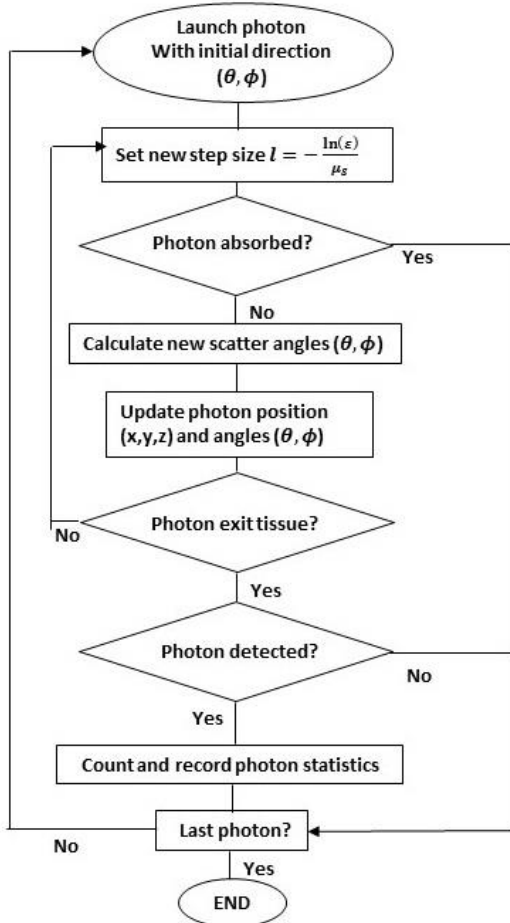 Launch photon
With initial direction
(θ, ϕ)
Set new step size l = − ln(ε) / μₛ
Photon absorbed?
Yes
No
Calculate new scatter angles (θ, ϕ)
Update photon position
(x,y,z) and angles (θ, ϕ)
Photon exit tissue?
No
Yes
Photon detected?
No
Yes
Count and record photon statistics
Last photon?
No
Yes
END